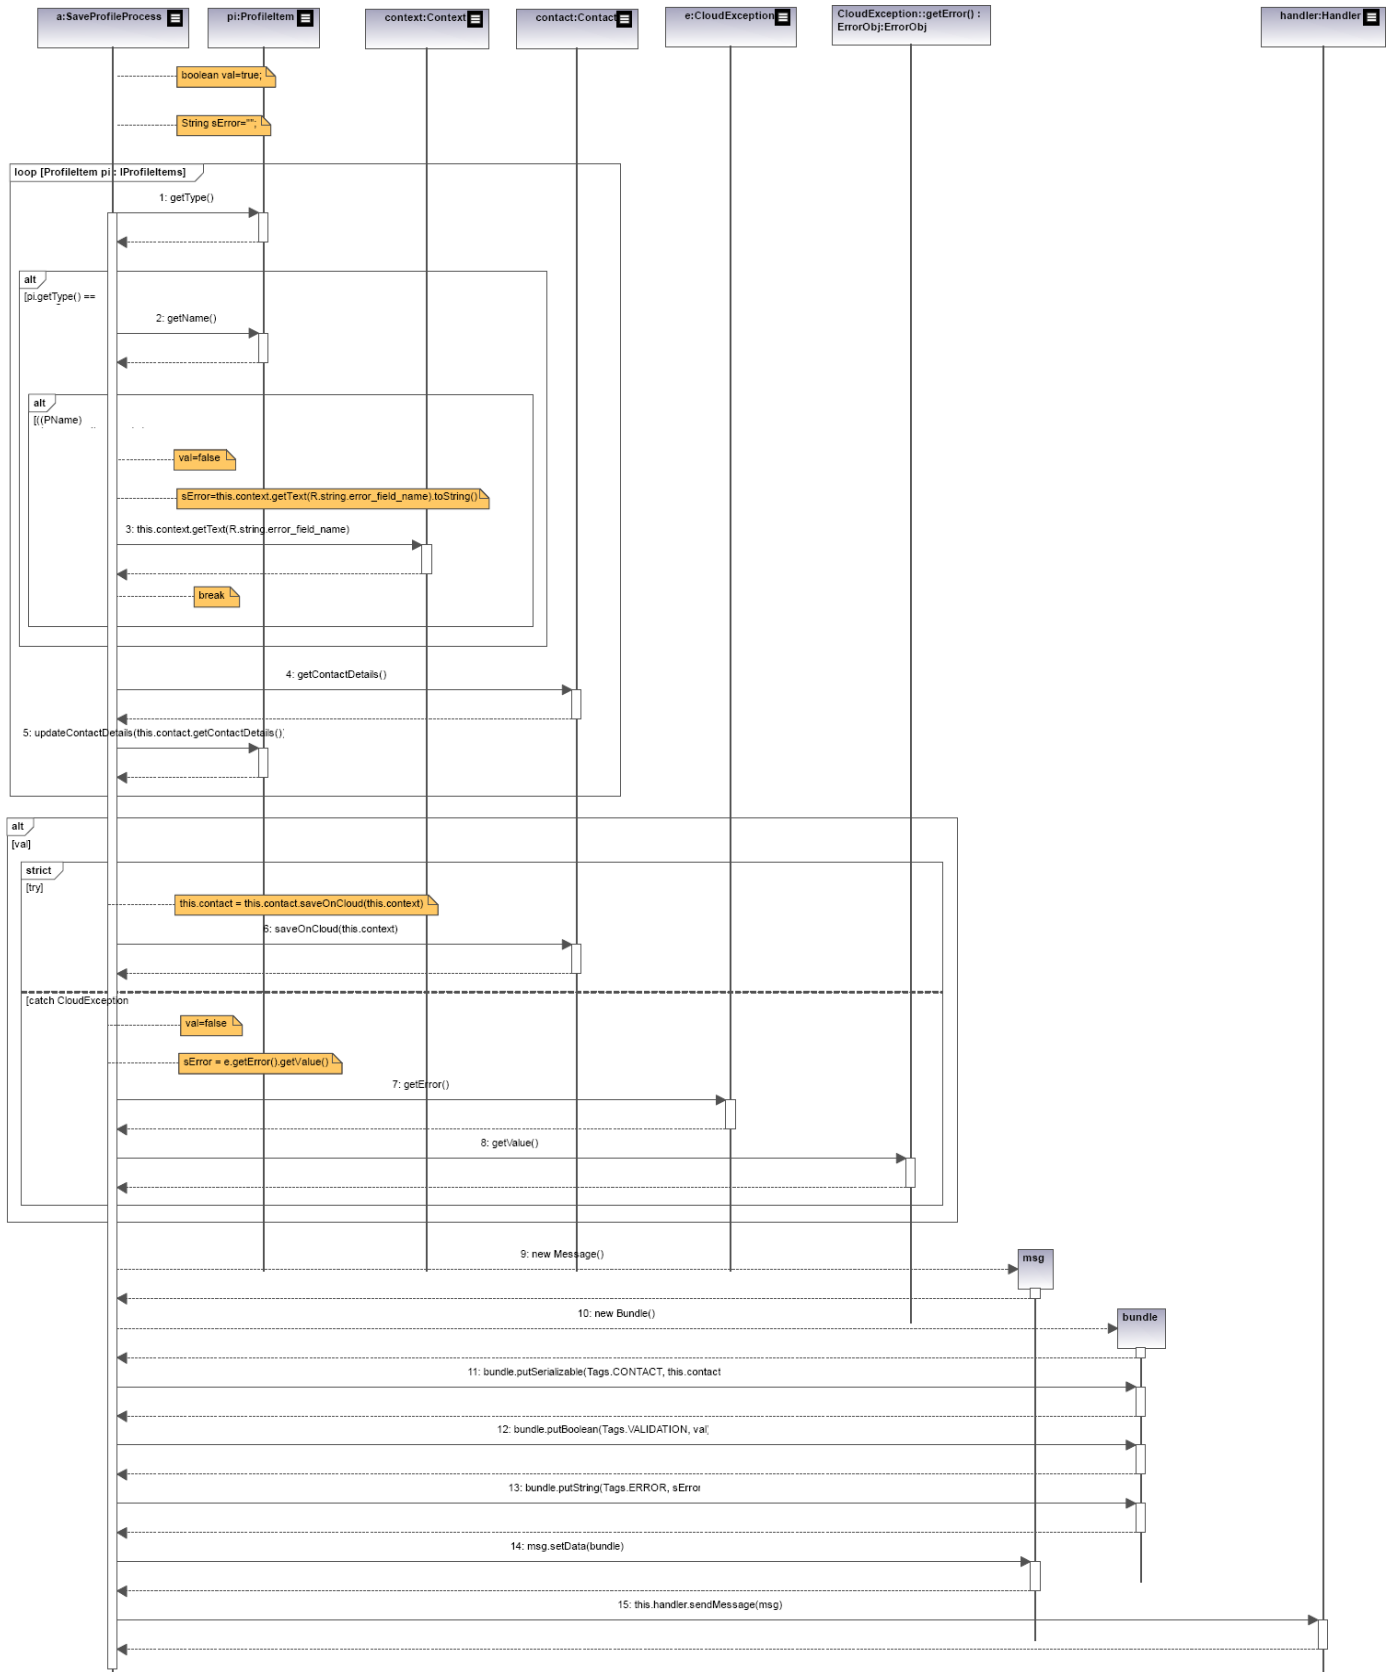 a:SaveProfileProcess
pi:ProfileItem
context:Context
contact:Contact
e:CloudException
CloudException::getError() :
ErrorObj:ErrorObj
handler:Handler
boolean val=true;
String sError="";
loop [ProfileItem pi : lProfileItems]
1: getType()
alt
[pi.getType() ==
2: getName()
alt
[((PName)
val=false
sError=this.context.getText(R.string.error_field_name).toString()
3: this.context.getText(R.string.error_field_name)
break
4: getContactDetails()
5: updateContactDetails(this.contact.getContactDetails())
alt
[val]
strict
[try]
this.contact = this.contact.saveOnCloud(this.context)
6: saveOnCloud(this.context)
[catch CloudException
val=false
sError = e.getError().getValue()
7: getError()
8: getValue()
9: new Message()
msg
10: new Bundle()
bundle
11: bundle.putSerializable(Tags.CONTACT, this.contact
12: bundle.putBoolean(Tags.VALIDATION, val
13: bundle.putString(Tags.ERROR, sError
14: msg.setData(bundle)
15: this.handler.sendMessage(msg)